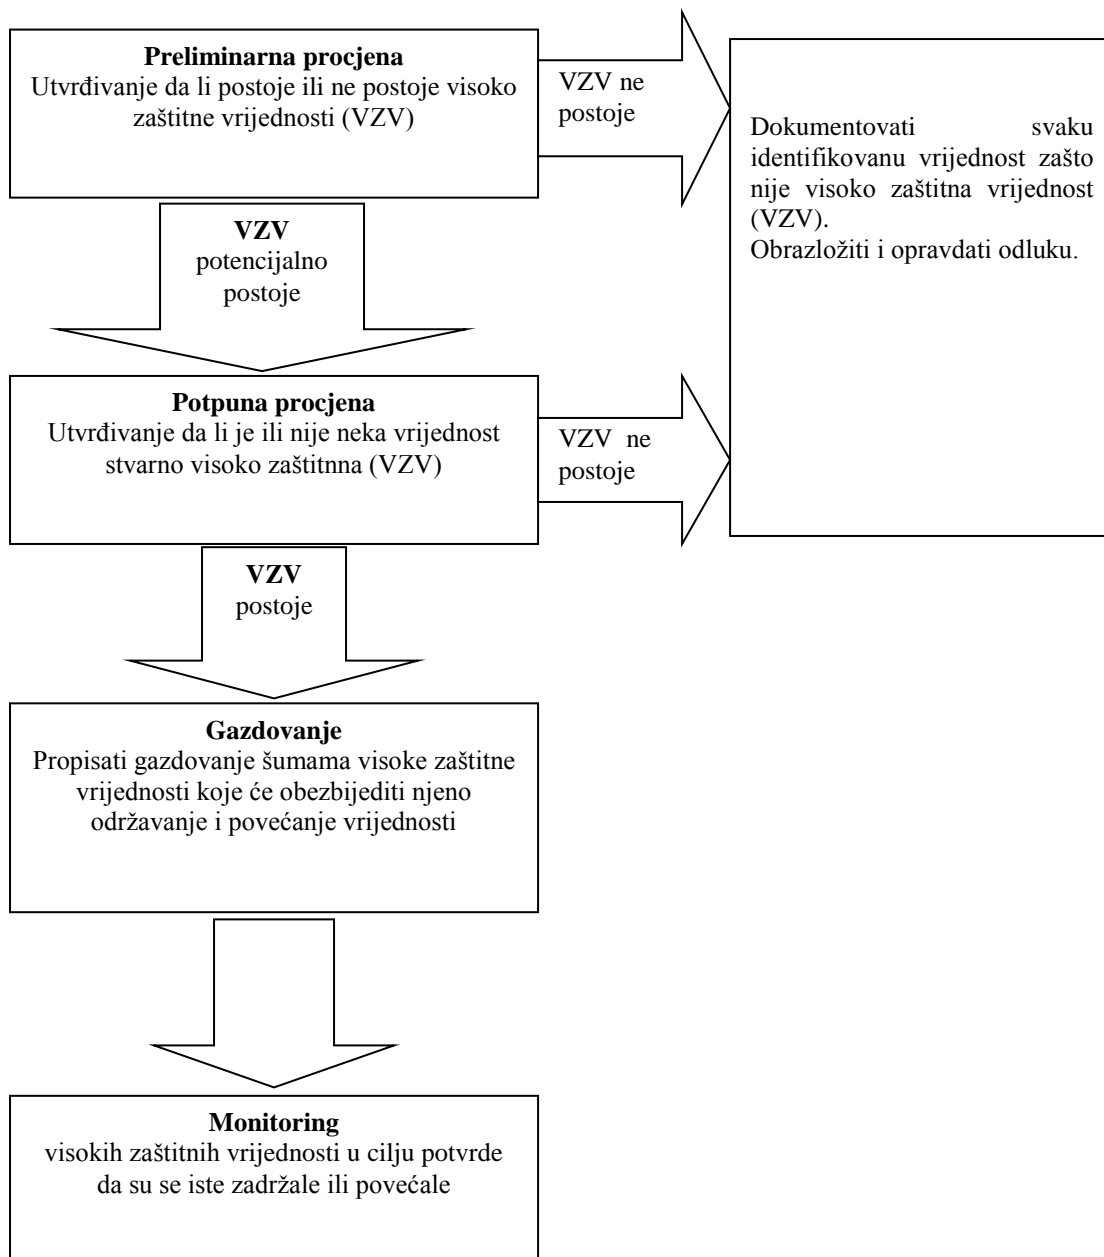 Preliminarna procjena
Utvrđivanje da li postoje ili ne postoje visoko
zaštitne vrijednosti (VZV)
VZV ne
postoje
Dokumentovati svaku
identifikovanu vrijednost zašto
nije visoko zaštitna vrijednost
(VZV).
Obrazložiti i opravdati odluku.
VZV
potencijalno
postoje
Potpuna procjena
Utvrđivanje da li je ili nije neka vrijednost
stvarno visoko zaštitnna (VZV)
VZV ne
postoje
VZV
postoje
Gazdovanje
Propisati gazdovanje šumama visoke zaštitne
vrijednosti koje će obezbijediti njeno
održavanje i povećanje vrijednosti
Monitoring
visokih zaštitnih vrijednosti u cilju potvrde
da su se iste zadržale ili povećale